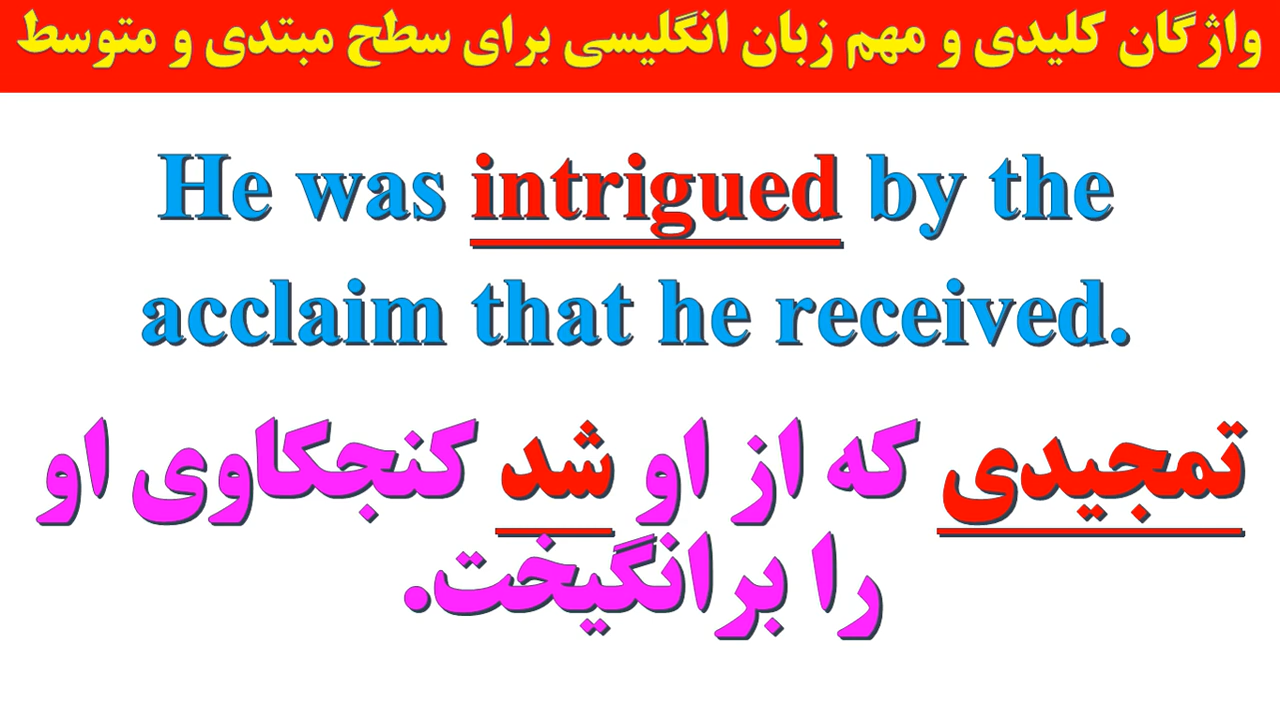 واژگان کلیدی و مهم زبان انگلیسی برای سطح مبتدی و متوسط
He was intrigued by the
acclaim that he received.
تمجیدی که از او شد کنجکاوی او
را برانگیخت.